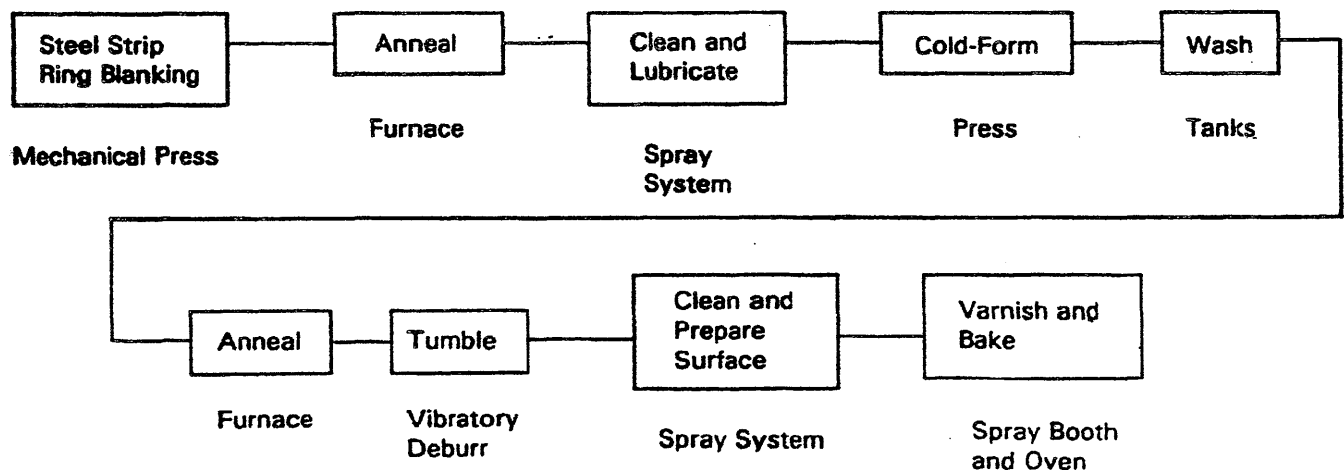 Steel Strip
Ring Blanking
Mechanical Press
Anneal
Furnace
Clean and
Lubricate
Spray
System
Cold-Form
Press
Wash
Tanks
Anneal
Furnace
Tumble
Vibratory
Deburr
Clean and
Prepare
Surface
Spray System
Varnish and
Bake
Spray Booth
and Oven